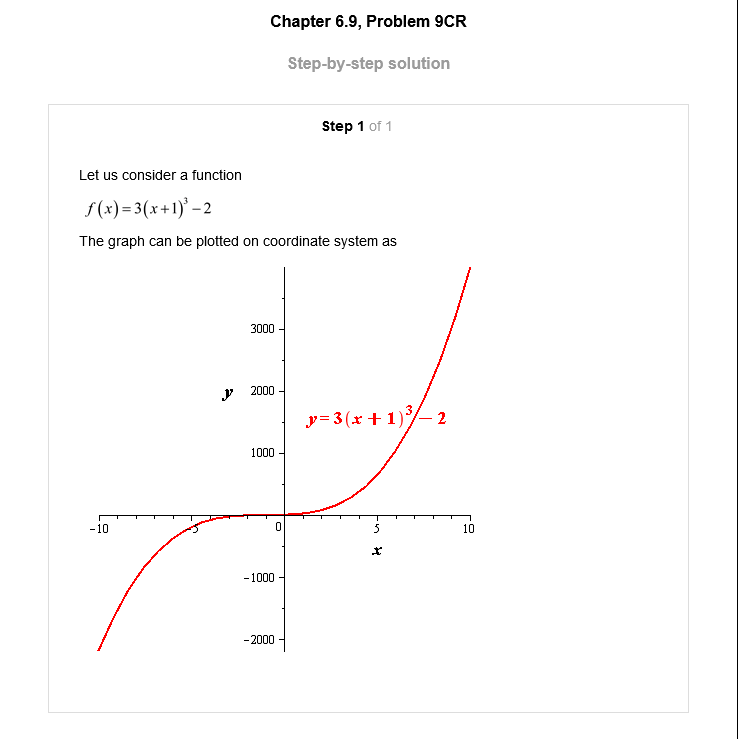 Chapter 6.9, Problem 9CR
Step-by-step solution
Step 1 of 1
Let us consider a function
f(x)=3(x+1)³−2
The graph can be plotted on coordinate system as
3000
y 2000
y=3(x+1)³−2
1000
−10 −5 0 5 10
x
−1000
−2000